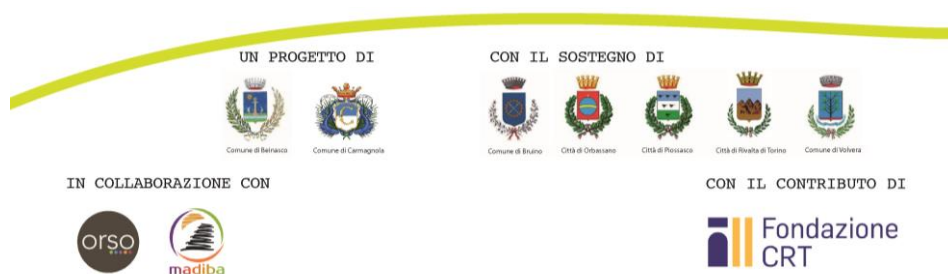 UN PROGETTO DI
CON IL SOSTEGNO DI
Comune di Beinasco
Comune di Carmagnola
Comune di Bruino
Città di Orbassano
Città di Piossasco
Città di Rivalta di Torino
Comune di Volvera
IN COLLABORAZIONE CON
CON IL CONTRIBUTO DI
orso
madiba
Fondazione
CRT